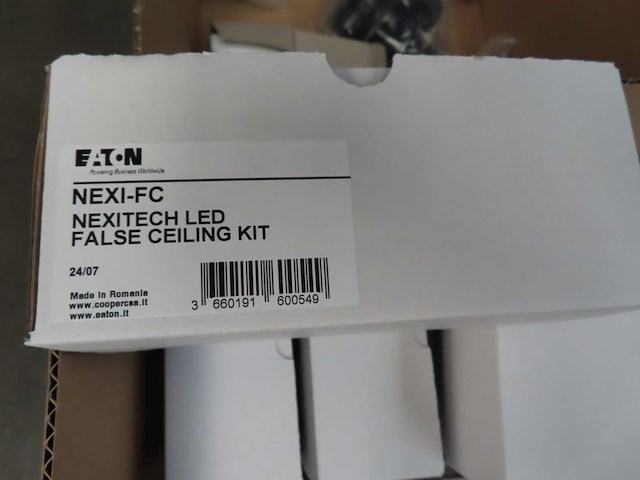 EATON
Powering Business Worldwide
NEXI-FC
NEXITECH LED
FALSE CEILING KIT
24/07
Made in Romania
www.coopercsa.it
www.eaton.it
3 660191 600549